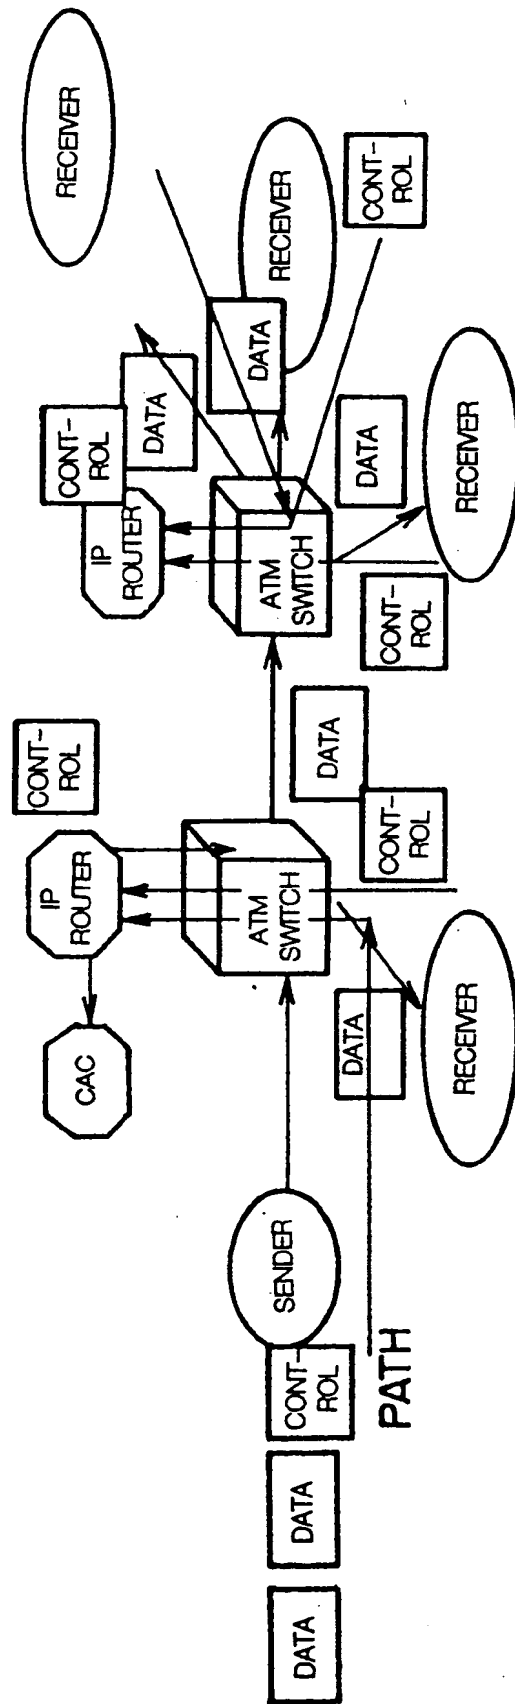 RECEIVER
RECEIVER
CONT-
ROL
CONT-
ROL
DATA
DATA
IP
ROUTER
ATM
SWITCH
DATA
RECEIVER
CONT-
ROL
CONT-
ROL
IP
ROUTER
DATA
CONT-
ROL
ATM
SWITCH
CAC
DATA
RECEIVER
SENDER
CONT-
ROL
PATH
DATA
DATA